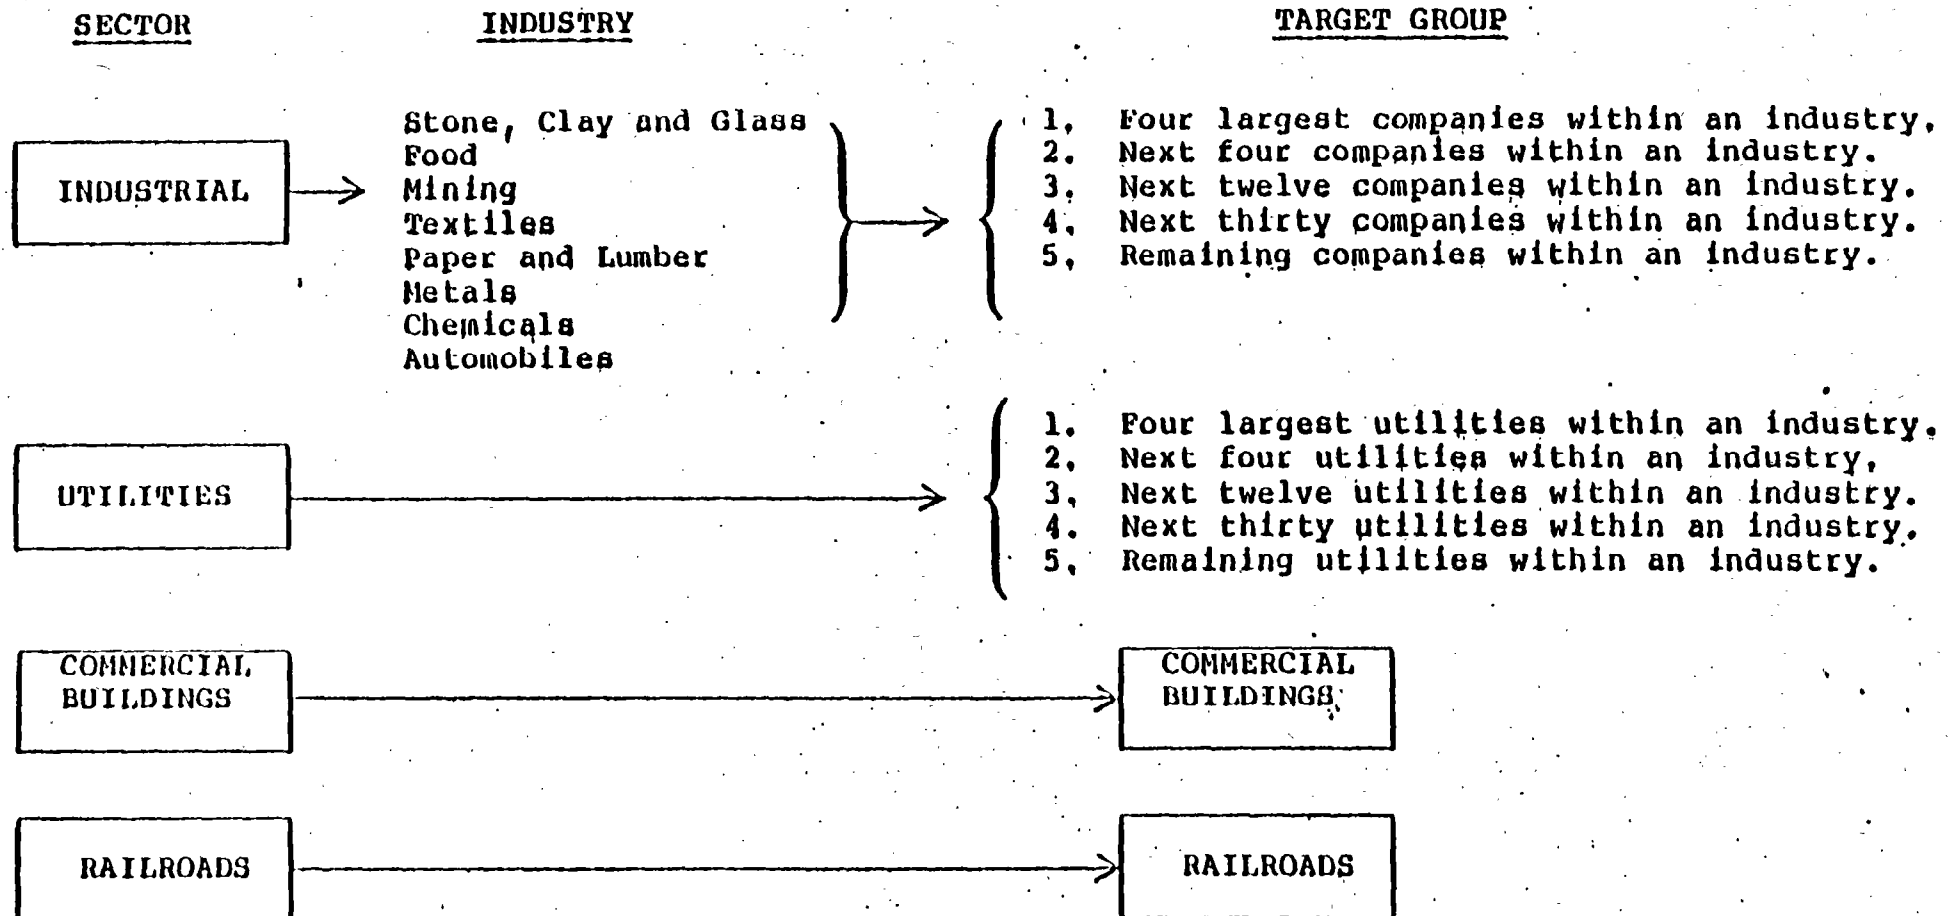 SECTOR INDUSTRY TARGET GROUP
INDUSTRIAL
Stone, Clay and Glass
Food
Mining
Textiles
Paper and Lumber
Metals
Chemicals
Automobiles
1. Four largest companies within an industry.
2. Next four companies within an industry.
3. Next twelve companies within an industry.
4. Next thirty companies within an industry.
5. Remaining companies within an industry.
UTILITIES
1. Four largest utilities within an industry.
2. Next four utilities within an industry.
3. Next twelve utilities within an industry.
4. Next thirty utilities within an industry.
5. Remaining utilities within an industry.
COMMERCIAL
BUILDINGS
COMMERCIAL
BUILDINGS
RAILROADS
RAILROADS